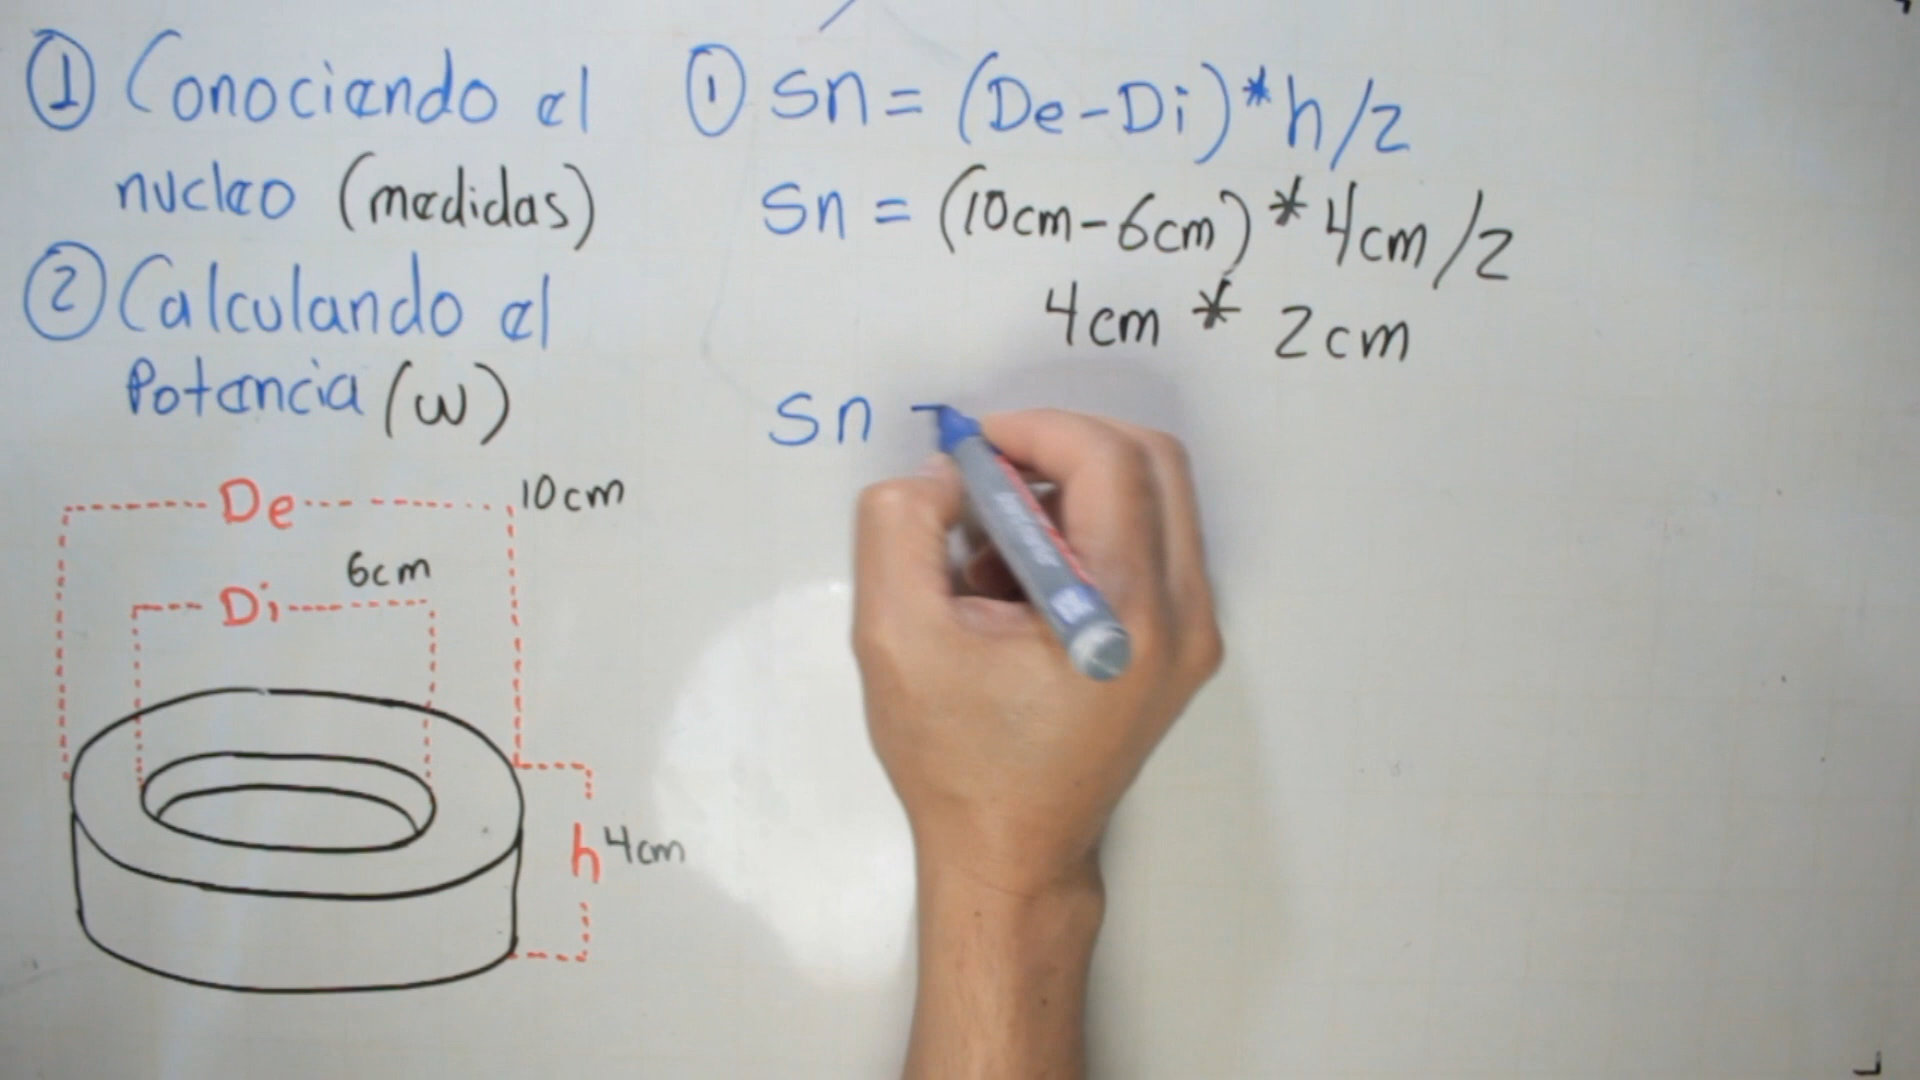 ① Conociendo el
nucleo (medidas)
② Calculando el
Potencia (w)
① Sn = (De-Di)*h/2
Sn = (10cm-6cm)*4cm/2
4cm * 2cm
Sn
De 10cm
6cm
Di
h 4cm